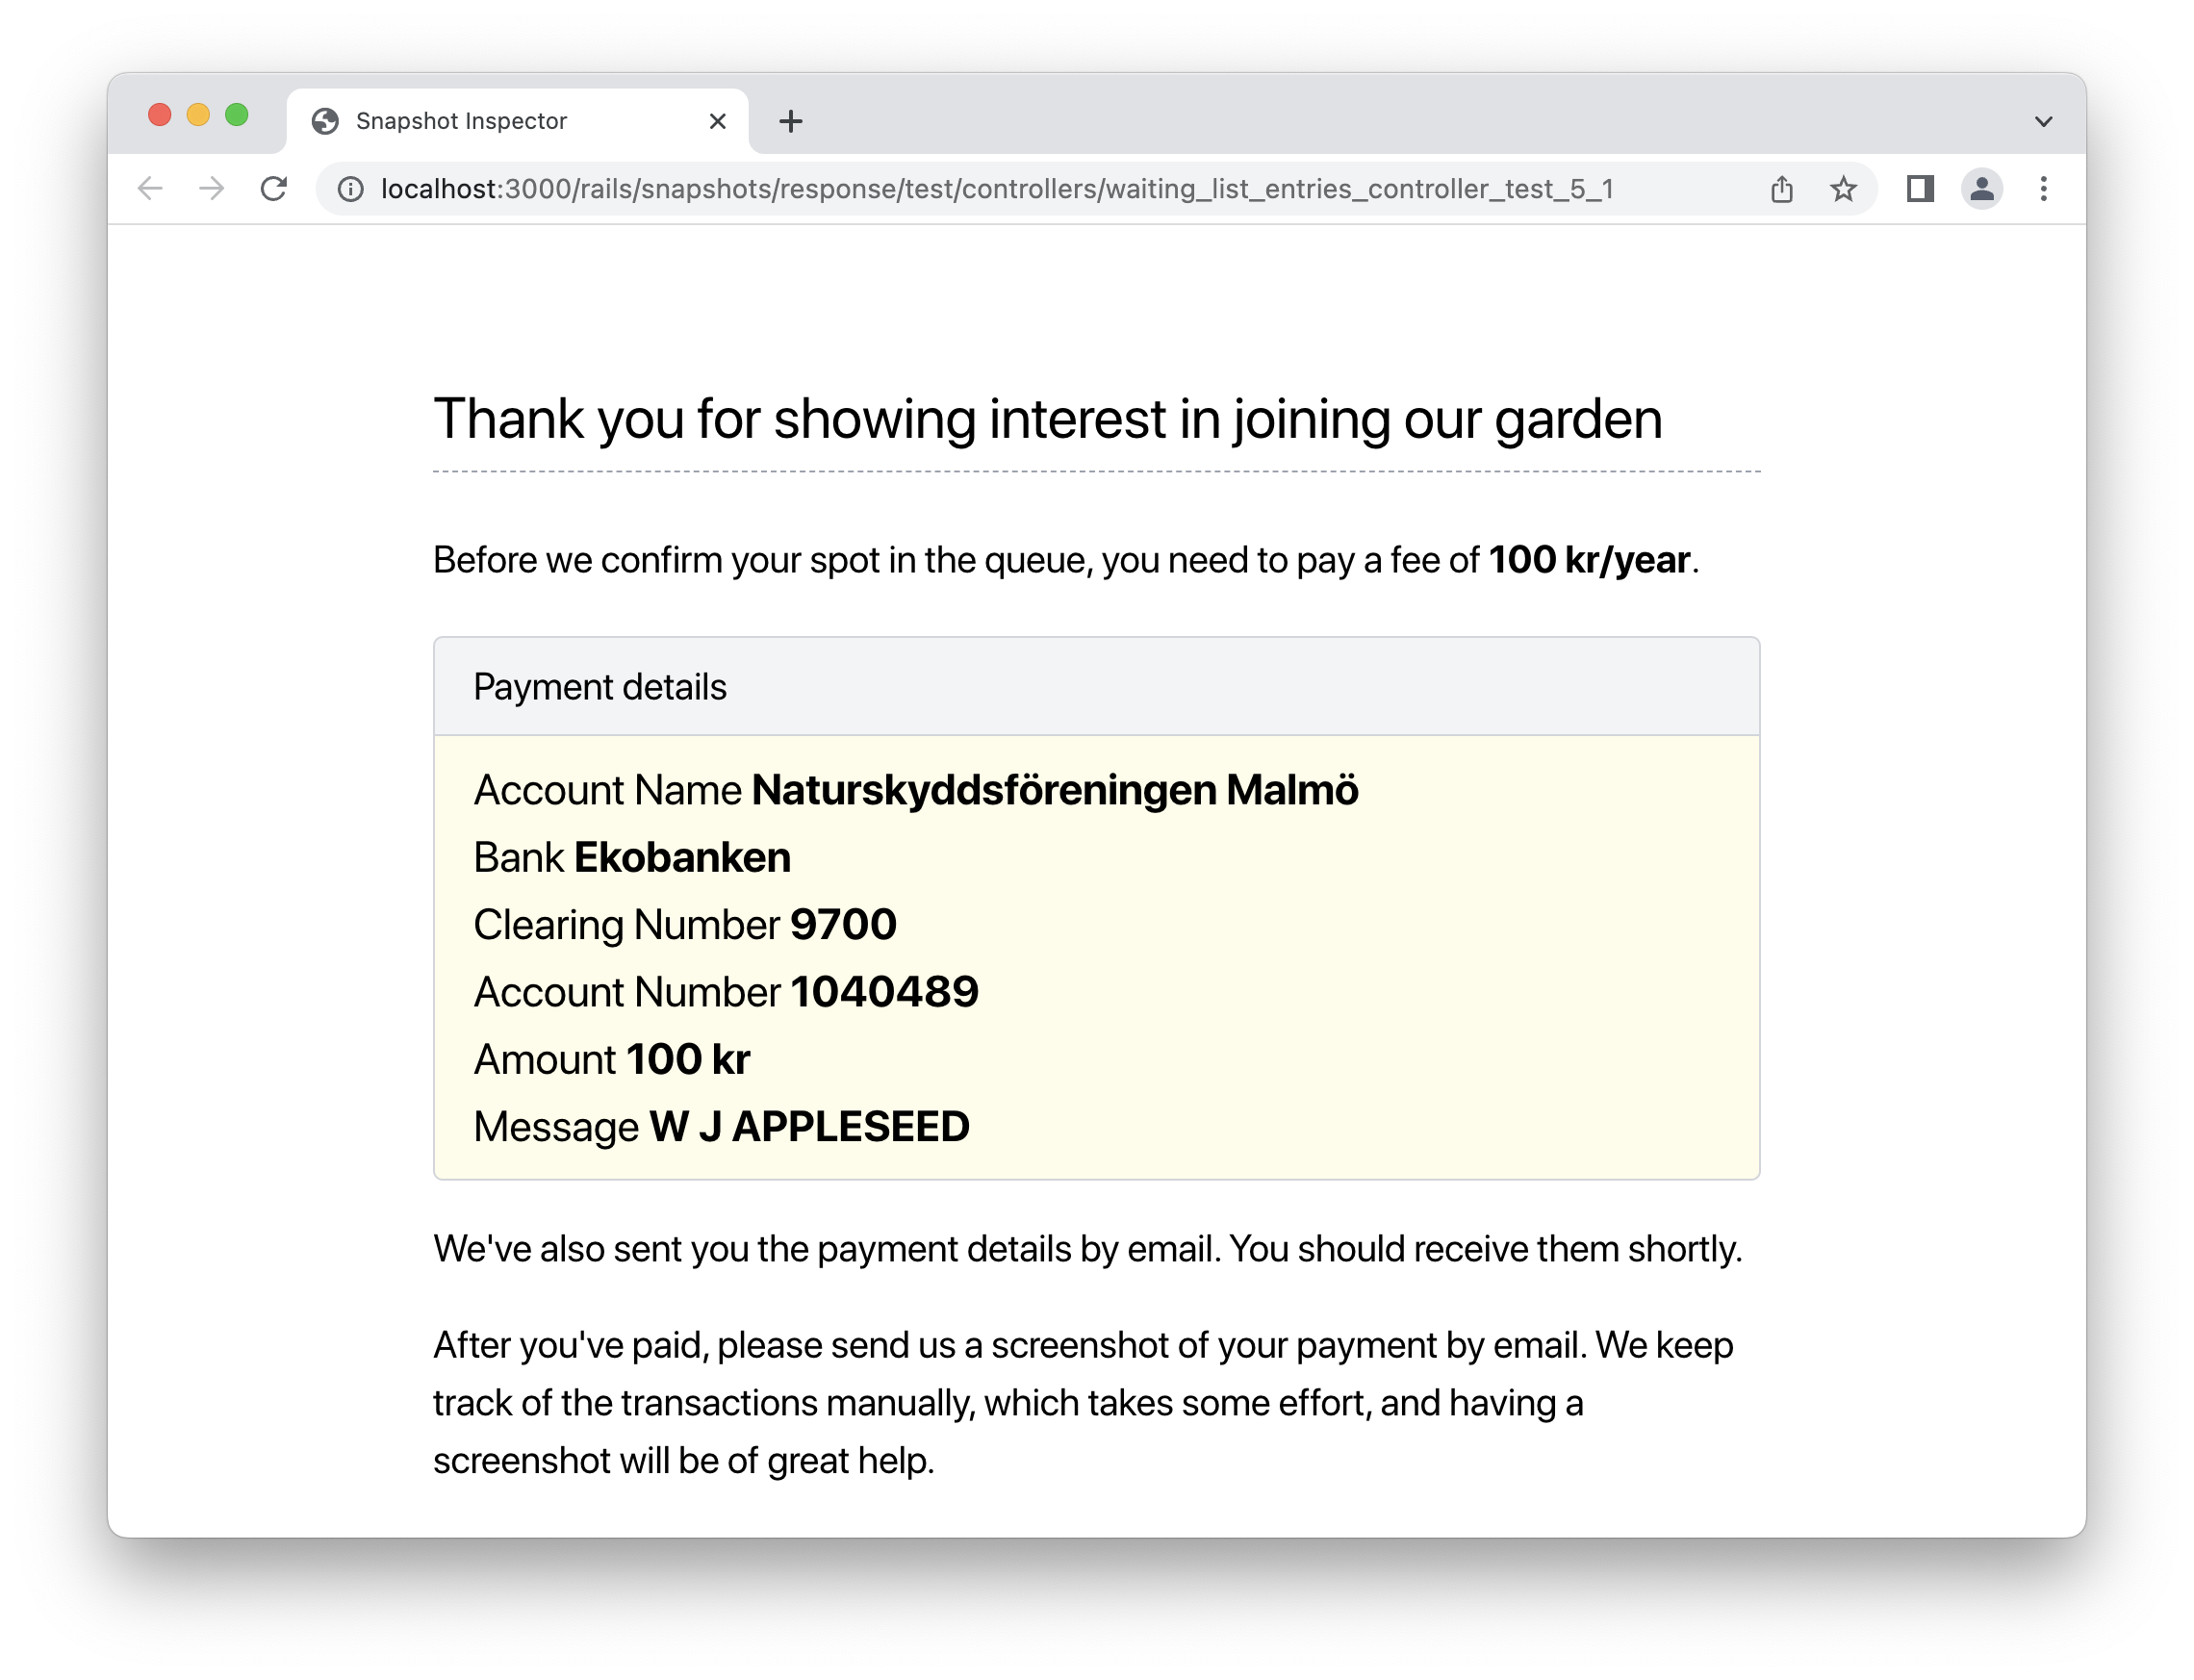 Snapshot Inspector
localhost:3000/rails/snapshots/response/test/controllers/waiting_list_entries_controller_test_5_1
Thank you for showing interest in joining our garden
Before we confirm your spot in the queue, you need to pay a fee of 100 kr/year.
Payment details
Account Name Naturskyddsföreningen Malmö
Bank Ekobanken
Clearing Number 9700
Account Number 1040489
Amount 100 kr
Message W J APPLESEED
We've also sent you the payment details by email. You should receive them shortly.
After you've paid, please send us a screenshot of your payment by email. We keep
track of the transactions manually, which takes some effort, and having a
screenshot will be of great help.